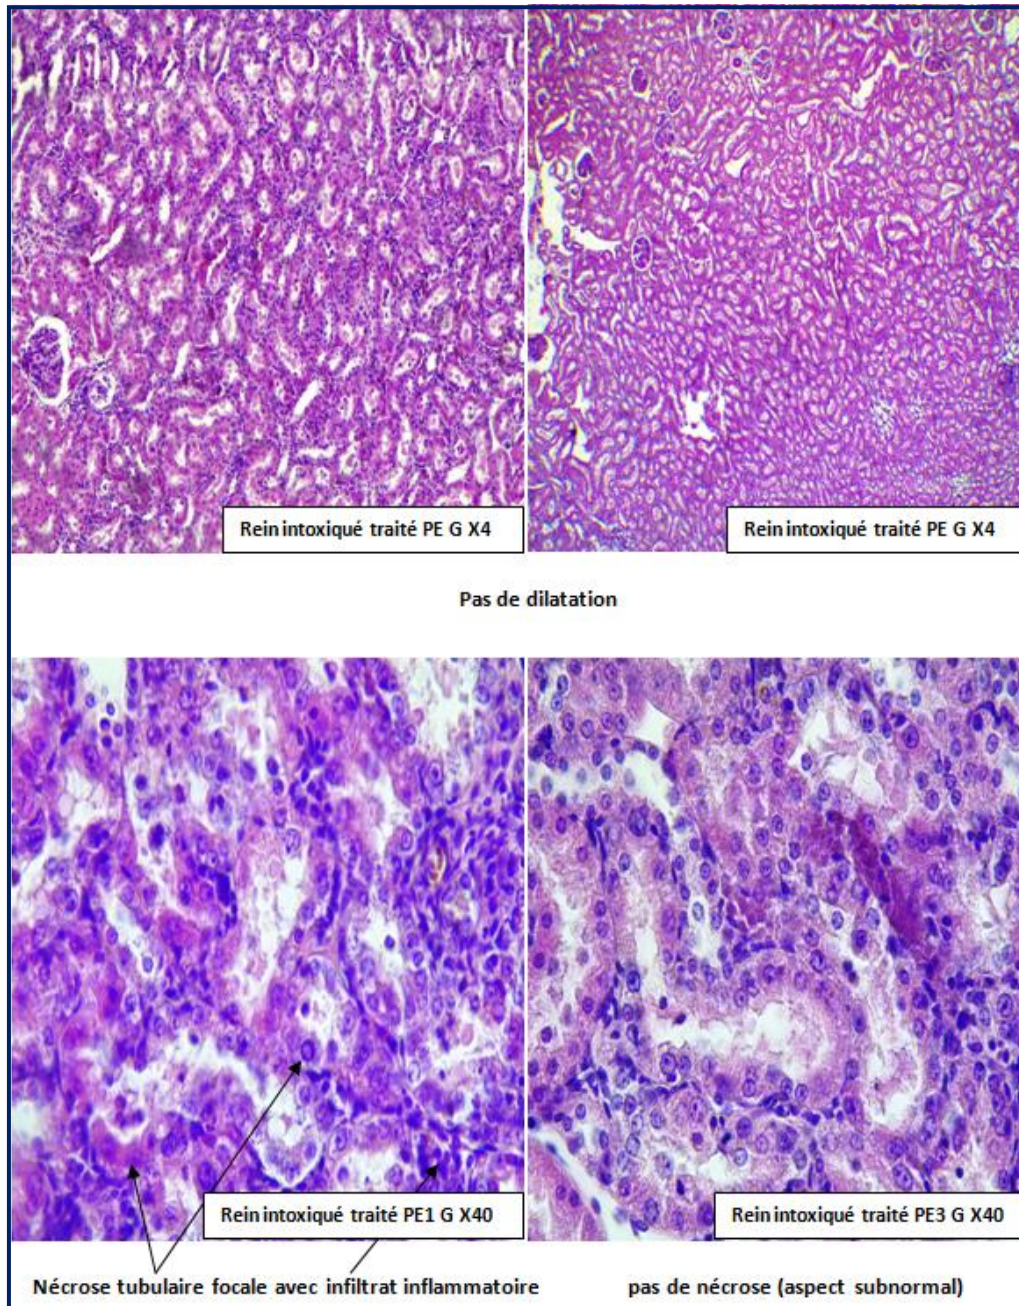 Rein intoxiqué traité PE G X4
Rein intoxiqué traité PE G X4
Pas de dilatation
Rein intoxiqué traité PE1 G X40
Rein intoxiqué traité PE3 G X40
Nécrose tubulaire focale avec infiltrat inflammatoire
pas de nécrose (aspect subnormal)